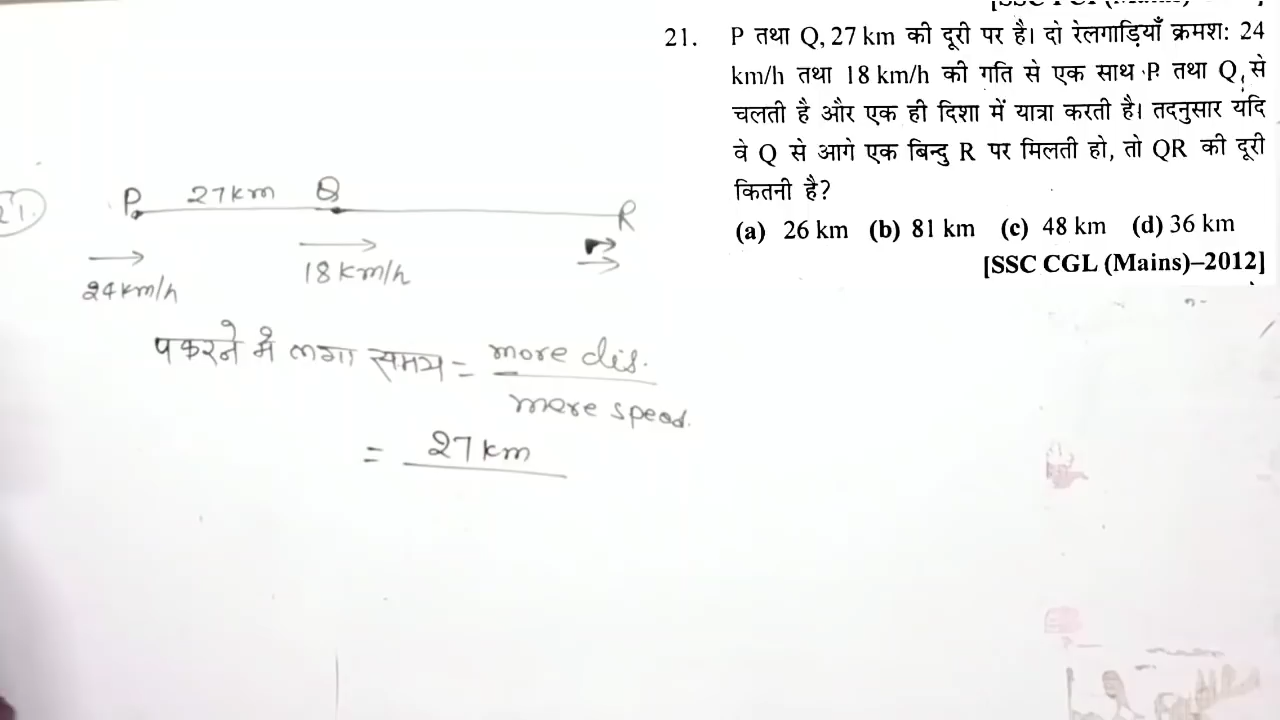 21. P तथा Q, 27 km की दूरी पर है। दो रेलगाड़ियाँ क्रमश: 24
km/h तथा 18 km/h की गति से एक साथ P तथा Q से
चलती है और एक ही दिशा में यात्रा करती है। तदनुसार यदि
वे Q से आगे एक बिन्दु R पर मिलती हो, तो QR की दूरी
कितनी है?
(a) 26 km (b) 81 km (c) 48 km (d) 36 km
[SSC CGL (Mains)–2012]
21.
P 27km Q R
24km/h 18km/h
पकरने में लगा समय = more dis.
more speed.
= 27km